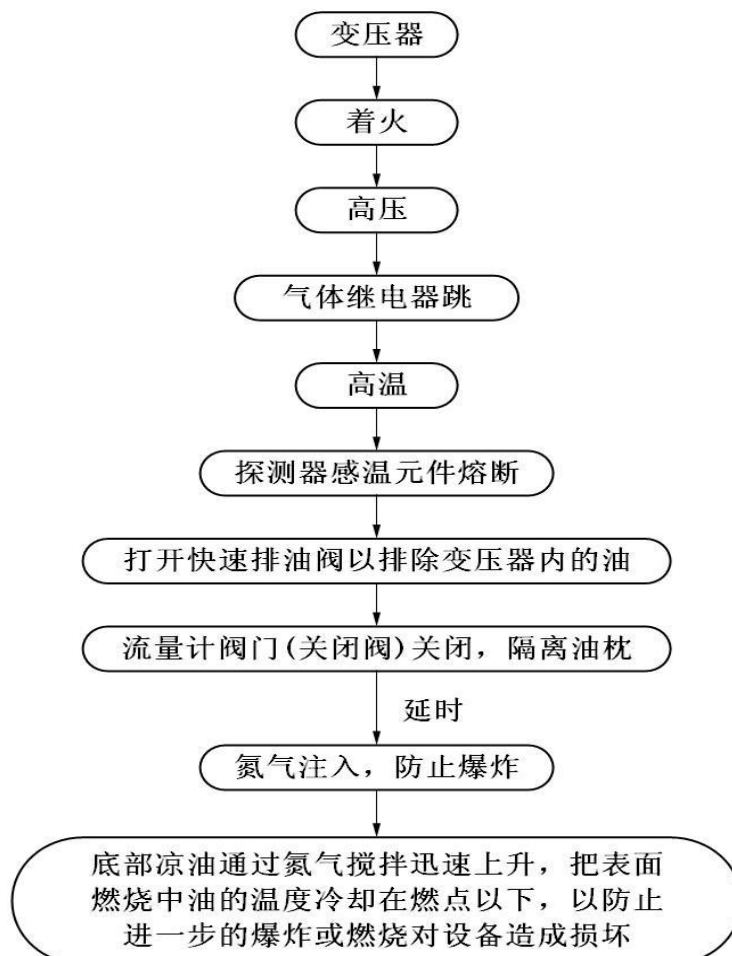 变压器
着火
高压
气体继电器跳
高温
探测器感温元件熔断
打开快速排油阀以排除变压器内的油
流量计阀门(关闭阀)关闭，隔离油枕
延时
氮气注入，防止爆炸
底部凉油通过氮气搅拌迅速上升，把表面
燃烧中油的温度冷却在燃点以下，以防止
进一步的爆炸或燃烧对设备造成损坏